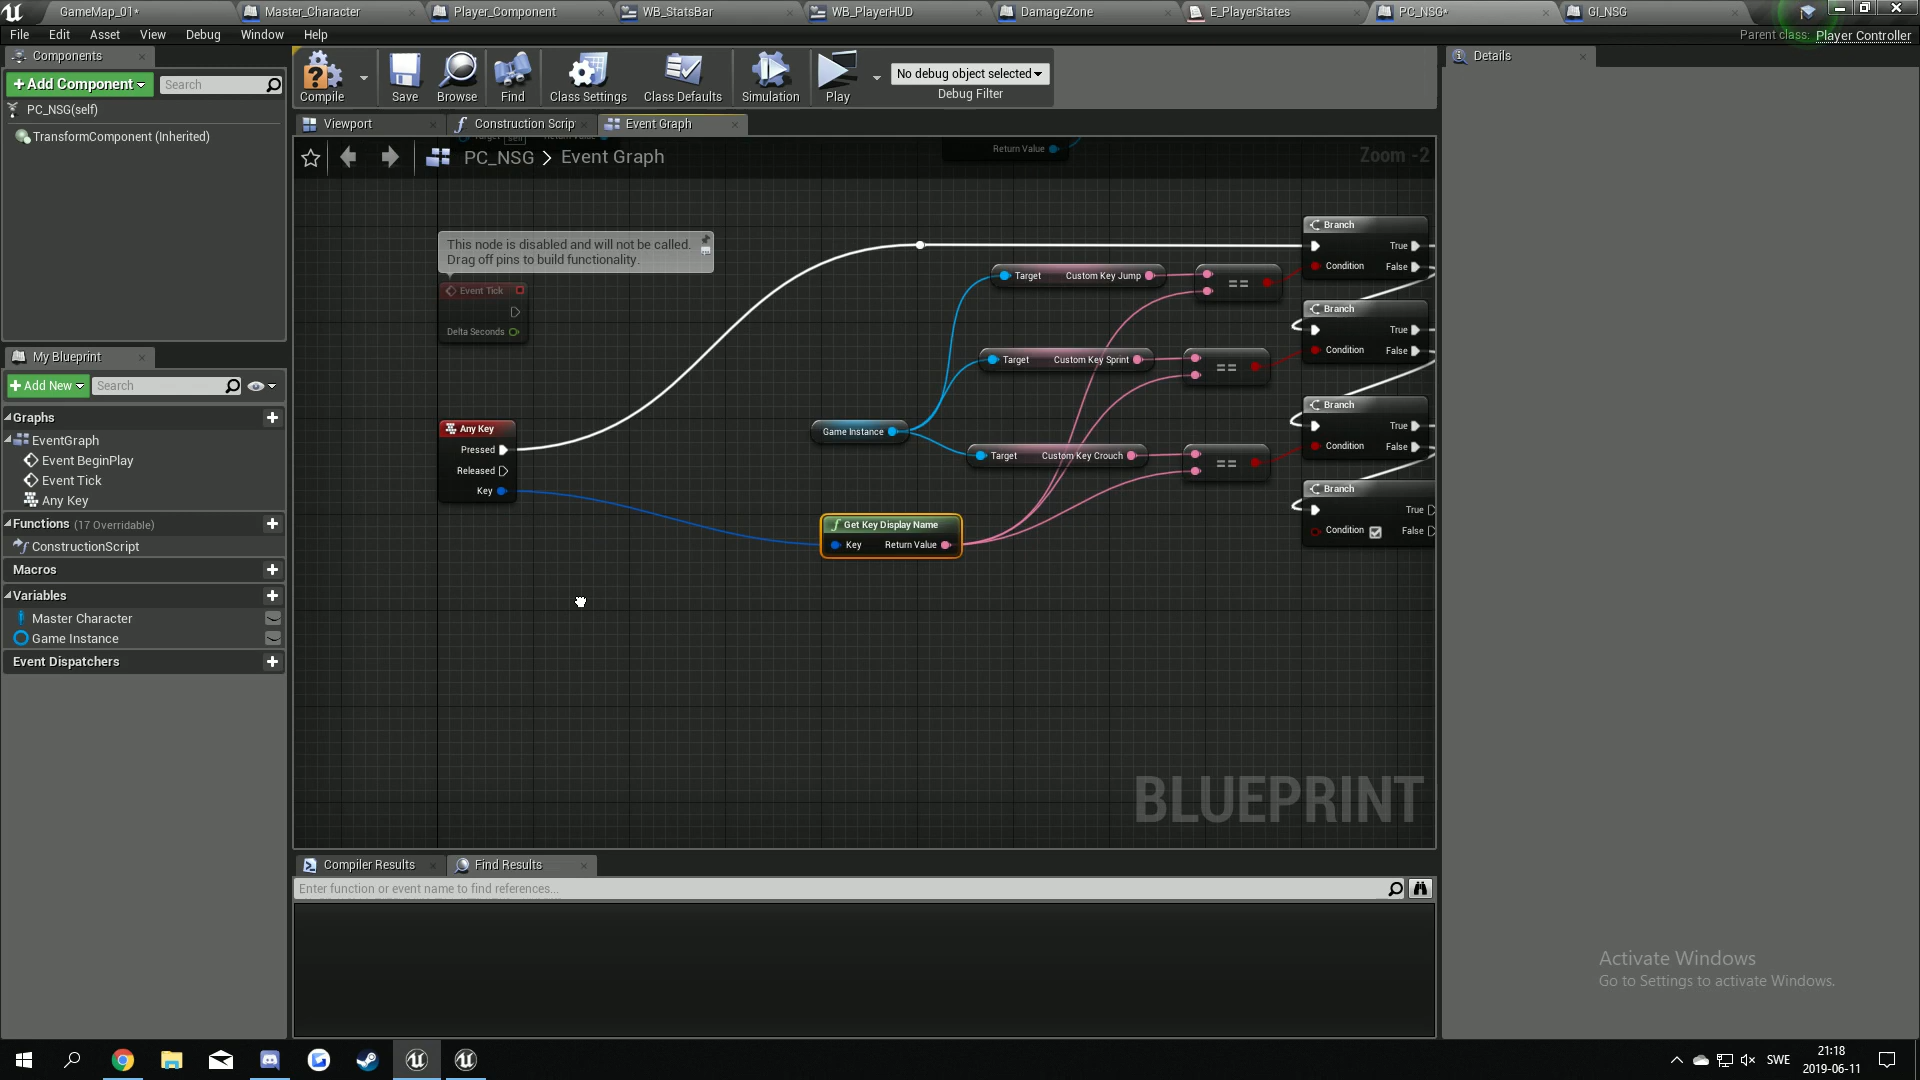 GameMap_01*
Master_Character
Player_Component
WB_StatsBar
WB_PlayerHUD
DamageZone
E_PlayerStates
PC_NSG*
GI_NSG
File Edit Asset View Debug Window Help
Parent class: Player Controller
Components
+ Add Component
Search
PC_NSG(self)
TransformComponent (Inherited)
Compile
Save
Browse
Find
Class Settings
Class Defaults
Simulation
Play
No debug object selected
Debug Filter
Details
Viewport
Construction Scrip
Event Graph
PC_NSG > Event Graph
Zoom -2
Return Value
This node is disabled and will not be called.
Drag off pins to build functionality.
Event Tick
Delta Seconds
Any Key
Pressed
Released
Key
Game Instance
Target Custom Key Jump
==
Target Custom Key Sprint
==
Target Custom Key Crouch
==
Get Key Display Name
Key Return Value
Branch
True
Condition False
Branch
True
Condition False
Branch
True
Condition False
Branch
True
Condition False
BLUEPRINT
My Blueprint
+ Add New
Search
Graphs
EventGraph
Event BeginPlay
Event Tick
Any Key
Functions (17 Overridable)
ConstructionScript
Macros
Variables
Master Character
Game Instance
Event Dispatchers
Compiler Results
Find Results
Enter function or event name to find references...
Activate Windows
Go to Settings to activate Windows.
SWE
21:18
2019-06-11